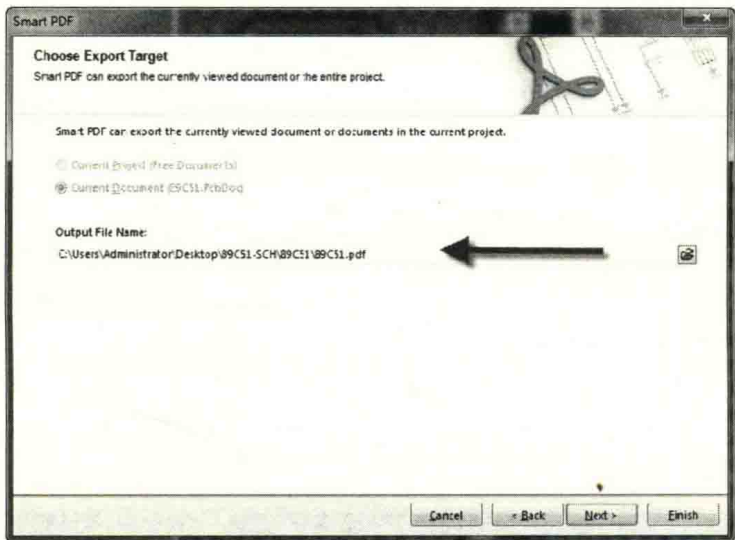 Smart PDF
Choose Export Target
Smart PDF can export the currently viewed document or the entire project.
Smart PDF can export the currently viewed document or documents in the current project.
Current Project (Free Documents)
Current Document (89C51.PcbDoc)
Output File Name:
C:\Users\Administrator\Desktop\89C51-SCH\89C51\89C51.pdf
Cancel < Back Next > Finish